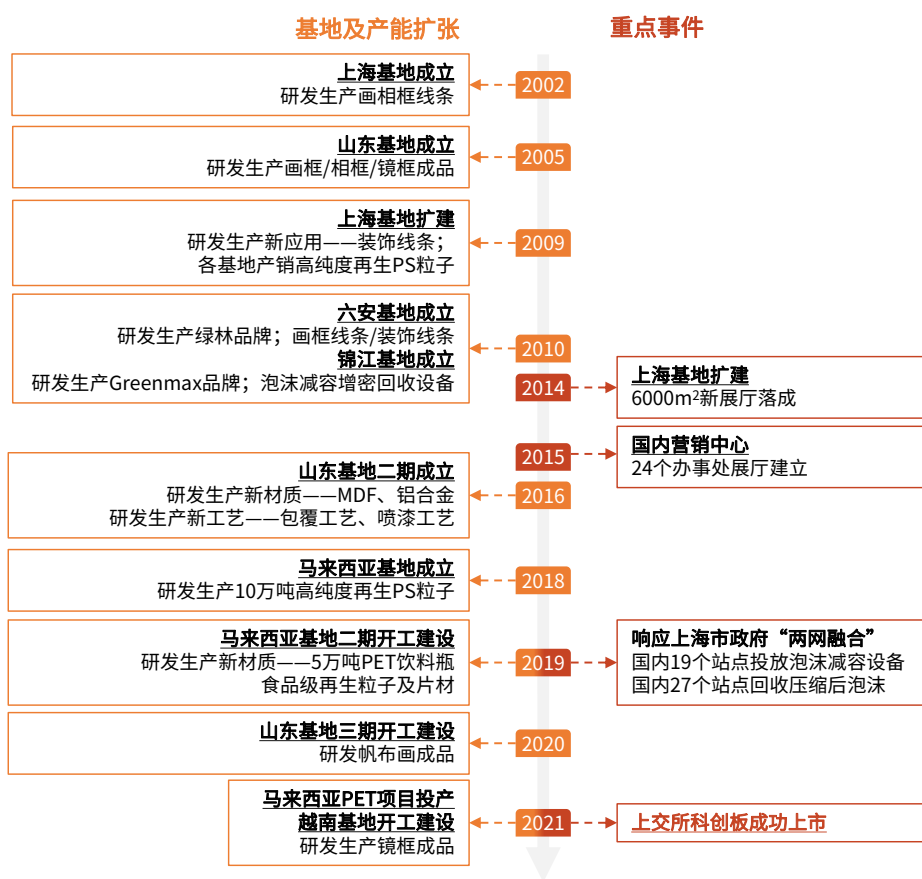 基地及产能扩张
重点事件
上海基地成立
研发生产画相框线条
2002
山东基地成立
研发生产画框/相框/镜框成品
2005
上海基地扩建
研发生产新应用——装饰线条；
各基地产销高纯度再生PS粒子
2009
六安基地成立
研发生产绿林品牌；画框线条/装饰线条
锦江基地成立
研发生产Greenmax品牌；泡沫减容增密回收设备
2010
2014
上海基地扩建
6000m²新展厅落成
2015
国内营销中心
24个办事处展厅建立
山东基地二期成立
研发生产新材质——MDF、铝合金
研发生产新工艺——包覆工艺、喷漆工艺
2016
马来西亚基地成立
研发生产10万吨高纯度再生PS粒子
2018
马来西亚基地二期开工建设
研发生产新材质——5万吨PET饮料瓶
食品级再生粒子及片材
2019
响应上海市政府“两网融合”
国内19个站点投放泡沫减容设备
国内27个站点回收压缩后泡沫
山东基地三期开工建设
研发帆布画成品
2020
马来西亚PET项目投产
越南基地开工建设
研发生产镜框成品
2021
上交所科创板成功上市